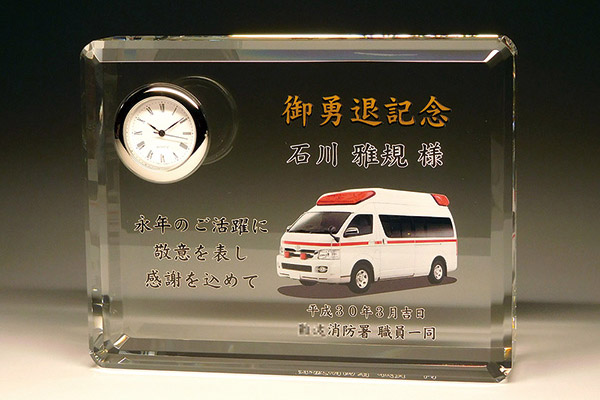 御勇退記念
石川 雅規 様
永年のご活躍に
敬意を表し
感謝を込めて
平成30年3月吉日
消防署 職員一同